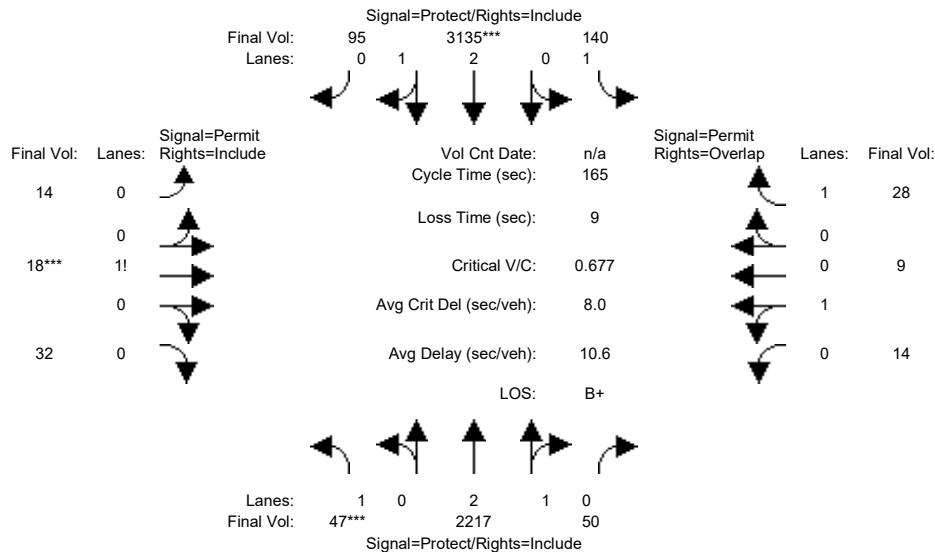 Signal=Protect/Rights=Include
Final Vol: 95 3135*** 140
Lanes: 0 1 2 0 1
Signal=Permit Signal=Permit
Final Vol: Lanes: Rights=Include Vol Cnt Date: n/a Rights=Overlap Lanes: Final Vol:
Cycle Time (sec): 165
14 0 1 28
Loss Time (sec): 9
0 0
18*** 1! Critical V/C: 0.677 0 9
0 Avg Crit Del (sec/veh): 8.0 1
32 0 Avg Delay (sec/veh): 10.6 0 14
LOS: B+
Lanes: 1 0 2 1 0
Final Vol: 47*** 2217 50
Signal=Protect/Rights=Include